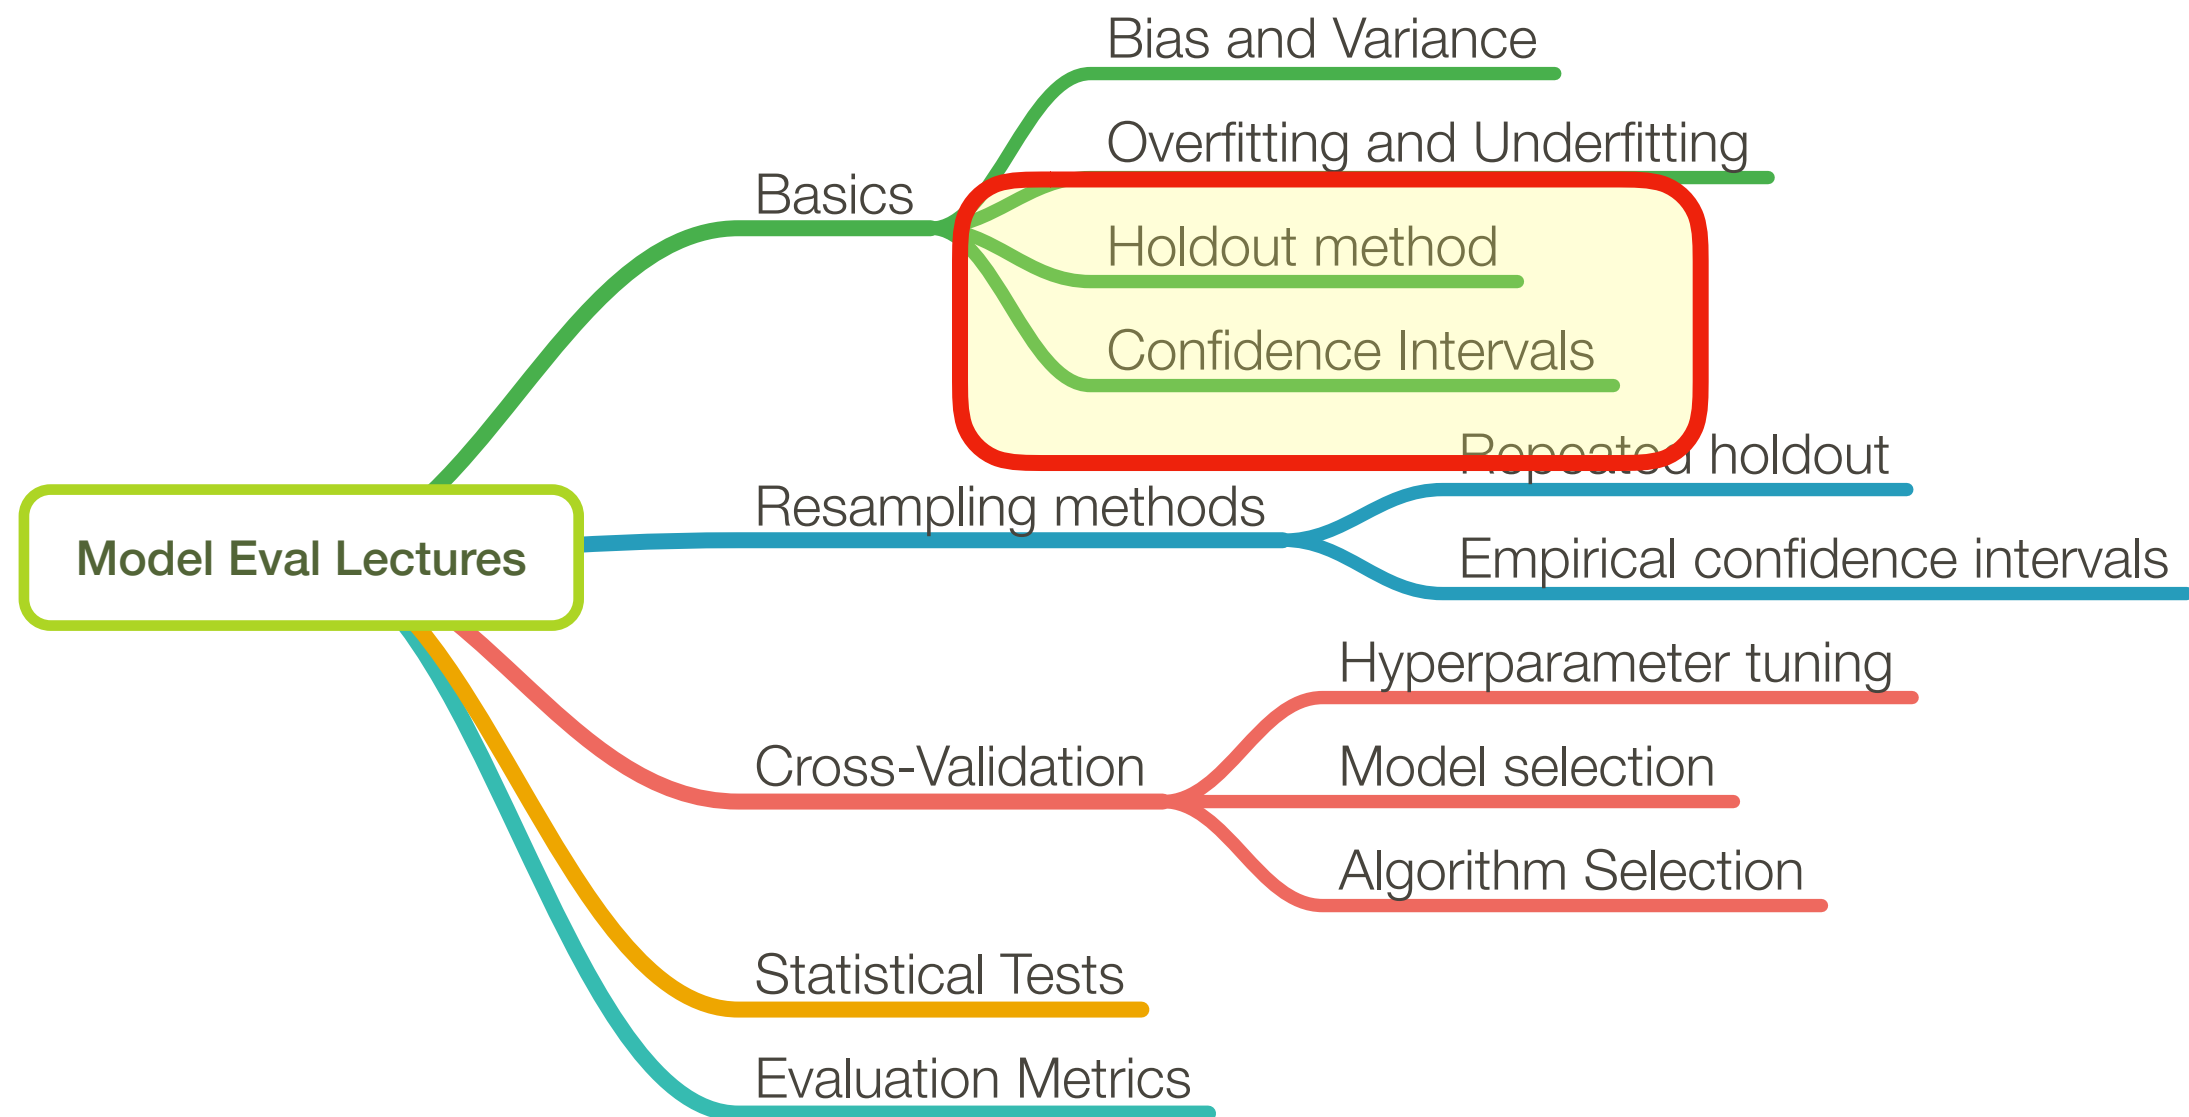 Bias and Variance
Overfitting and Underfitting
Basics
Holdout method
Confidence Intervals
Repeated holdout
Resampling methods
Empirical confidence intervals
Model Eval Lectures
Hyperparameter tuning
Cross-Validation
Model selection
Algorithm Selection
Statistical Tests
Evaluation Metrics